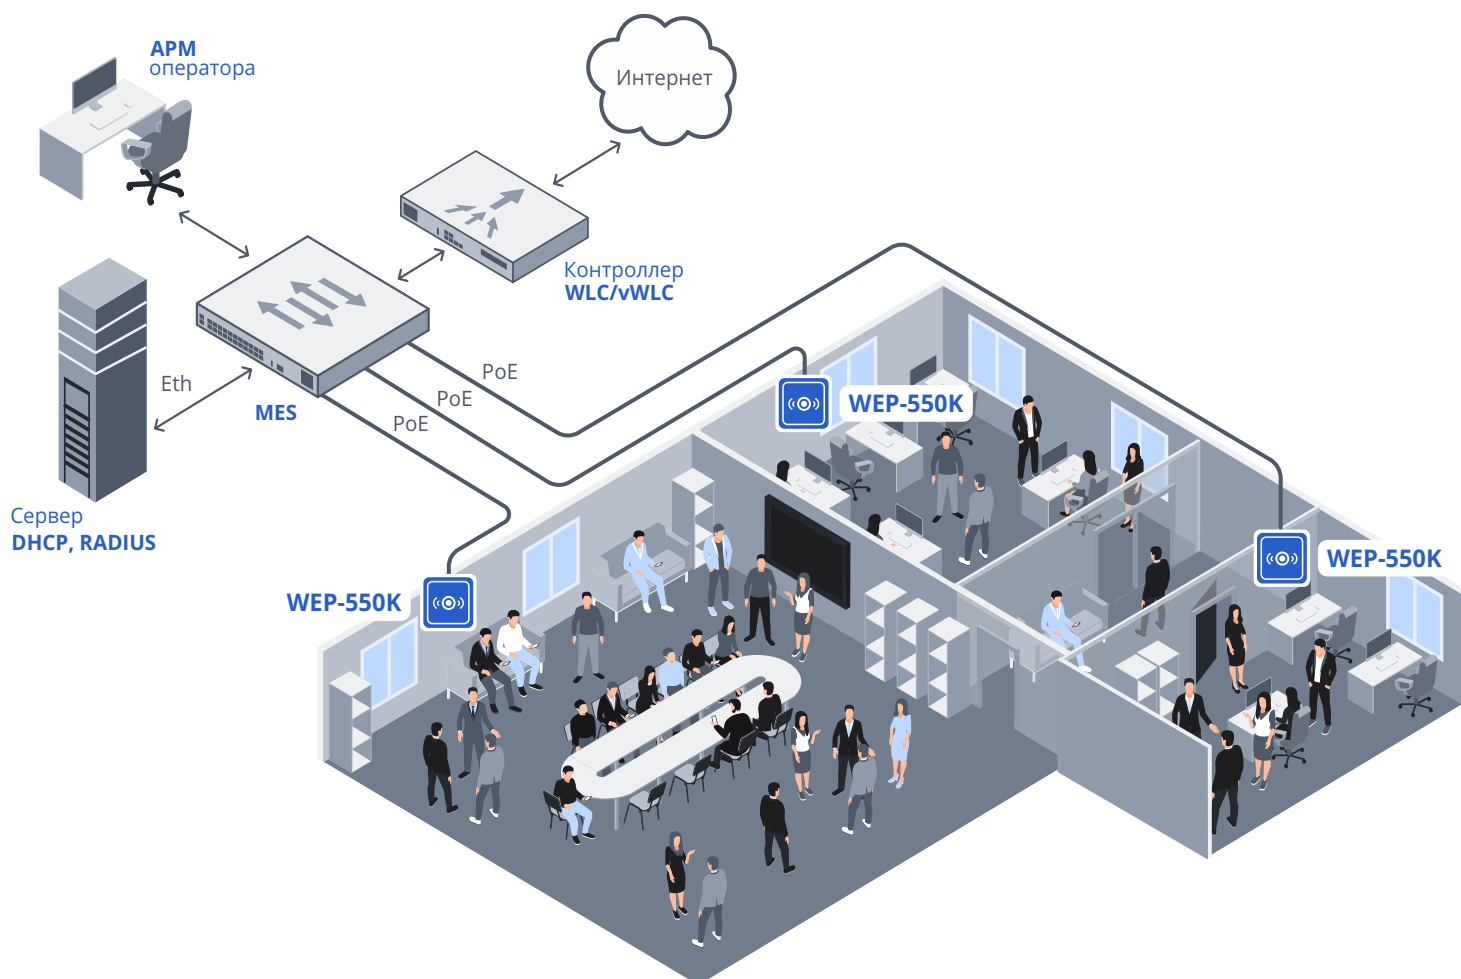 АРМ
оператора
Интернет
Контроллер
WLC/vWLC
Eth
MES
PoE
PoE
PoE
Сервер
DHCP, RADIUS
WEP-550K
WEP-550K
WEP-550K